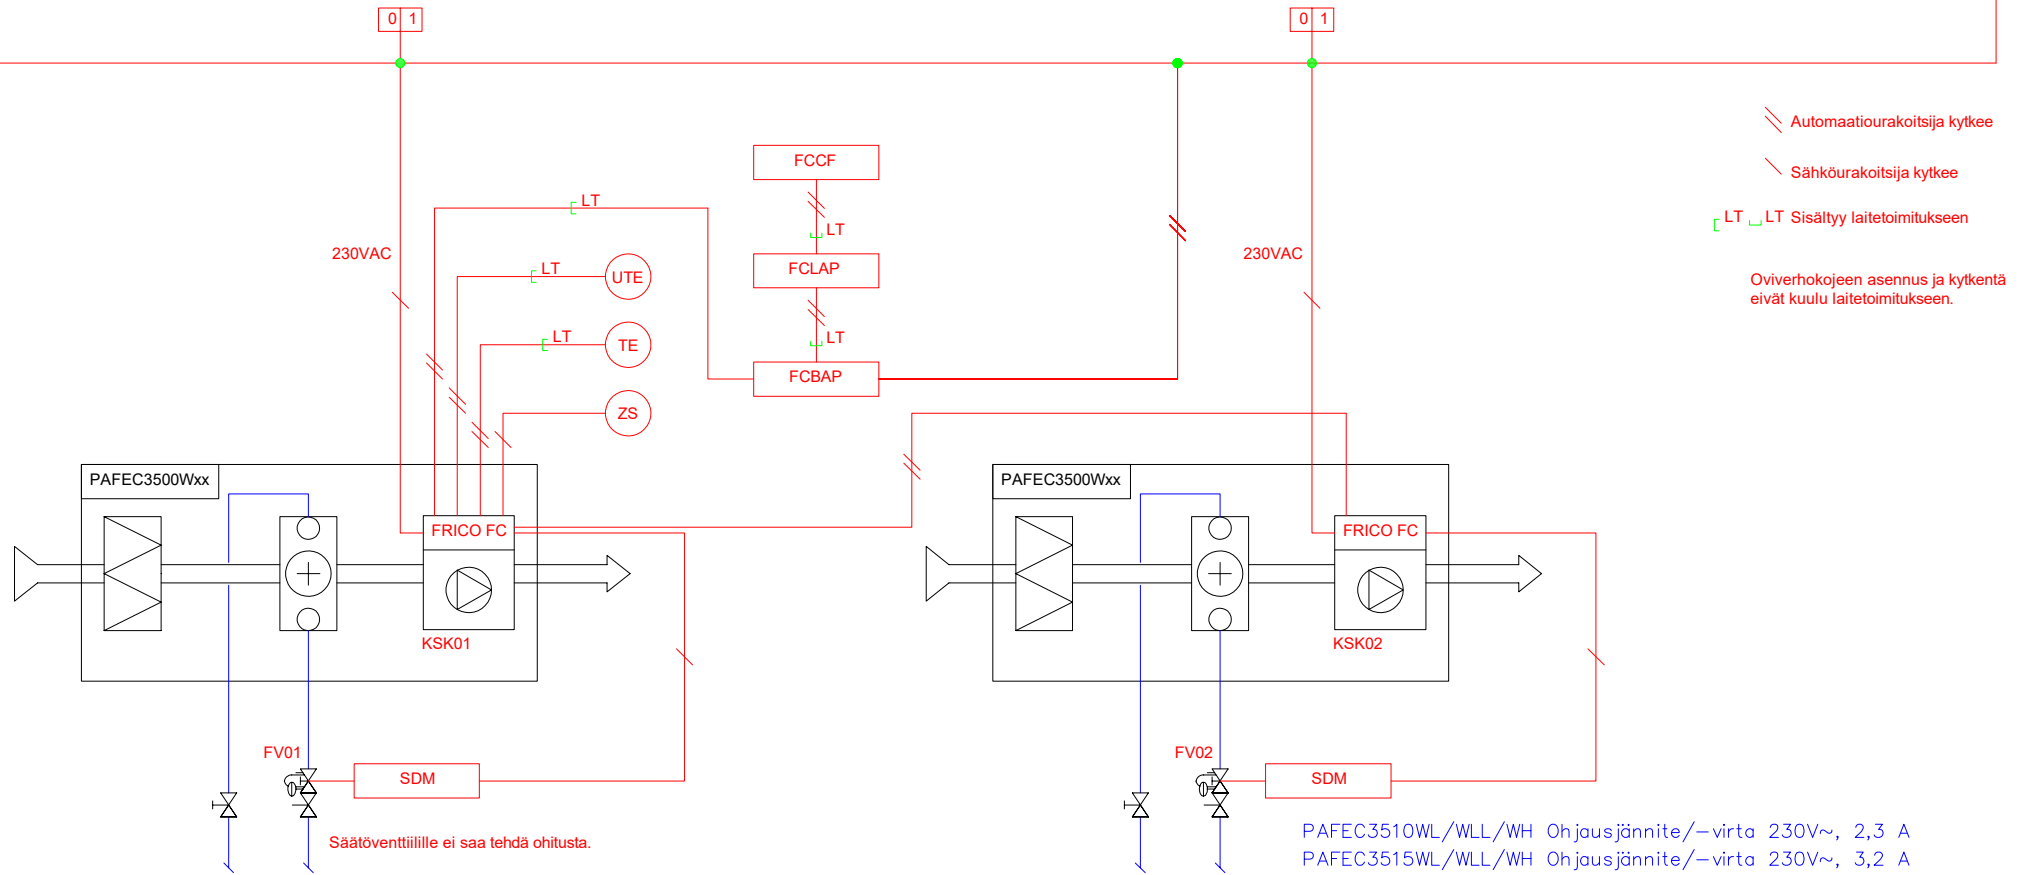 0 1
0 1
Automaatiourakoitsija kytkee
FCCF
Sähköurakoitsija kytkee
LT
LT LT Sisältyy laitetoimitukseen
LT
230VAC
230VAC
LT
UTE
FCLAP
Oviverhokojeen asennus ja kytkentä
eivät kuulu laitetoimitukseen.
LT
TE
LT
FCBAP
ZS
PAFEC3500Wxx
PAFEC3500Wxx
FRICO FC
FRICO FC
KSK01
KSK02
FV01
FV02
SDM
SDM
Säätöventtiilille ei saa tehdä ohitusta.
PAFEC3510WL/WLL/WH Ohjausjännite/-virta 230V~, 2,3 A
PAFEC3515WL/WLL/WH Ohjausjännite/-virta 230V~, 3,2 A